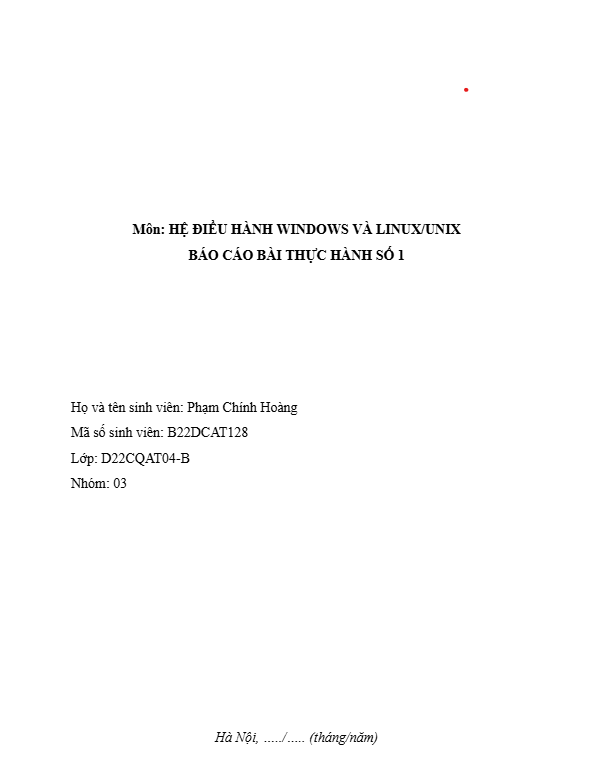 Môn: HỆ ĐIỀU HÀNH WINDOWS VÀ LINUX/UNIX
BÁO CÁO BÀI THỰC HÀNH SỐ 1
Họ và tên sinh viên: Phạm Chính Hoàng
Mã số sinh viên: B22DCAT128
Lớp: D22CQAT04-B
Nhóm: 03
Hà Nội, …../….. (tháng/năm)